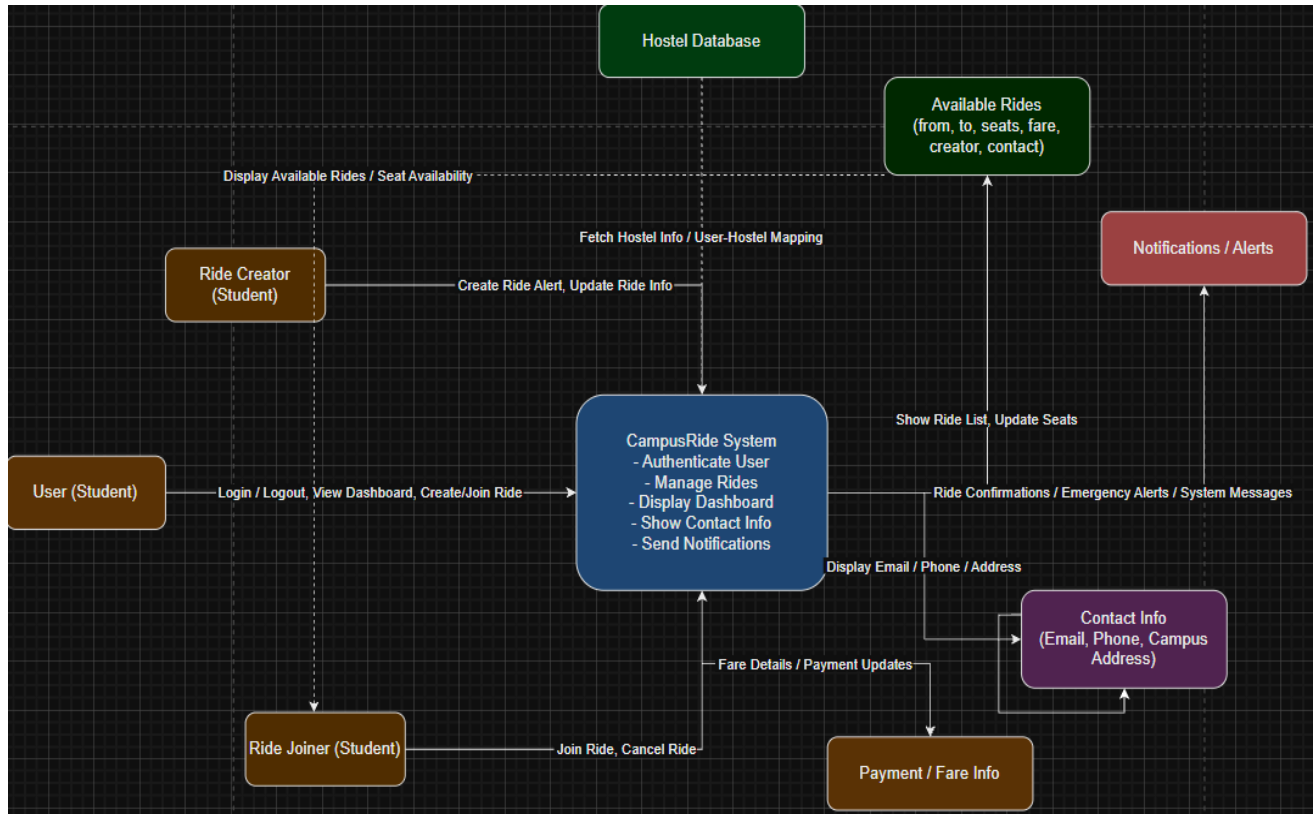 Hostel Database
Available Rides
(from, to, seats, fare,
creator, contact)
Display Available Rides / Seat Availability
Fetch Hostel Info / User-Hostel Mapping
Notifications / Alerts
Ride Creator
(Student)
Create Ride Alert, Update Ride Info
CampusRide System
- Authenticate User
- Manage Rides
- Display Dashboard
- Show Contact Info
- Send Notifications
Show Ride List, Update Seats
User (Student)
Login / Logout, View Dashboard, Create/Join Ride
Ride Confirmations / Emergency Alerts / System Messages
Display Email / Phone / Address
Contact Info
(Email, Phone, Campus
Address)
Fare Details / Payment Updates
Ride Joiner (Student)
Join Ride, Cancel Ride
Payment / Fare Info